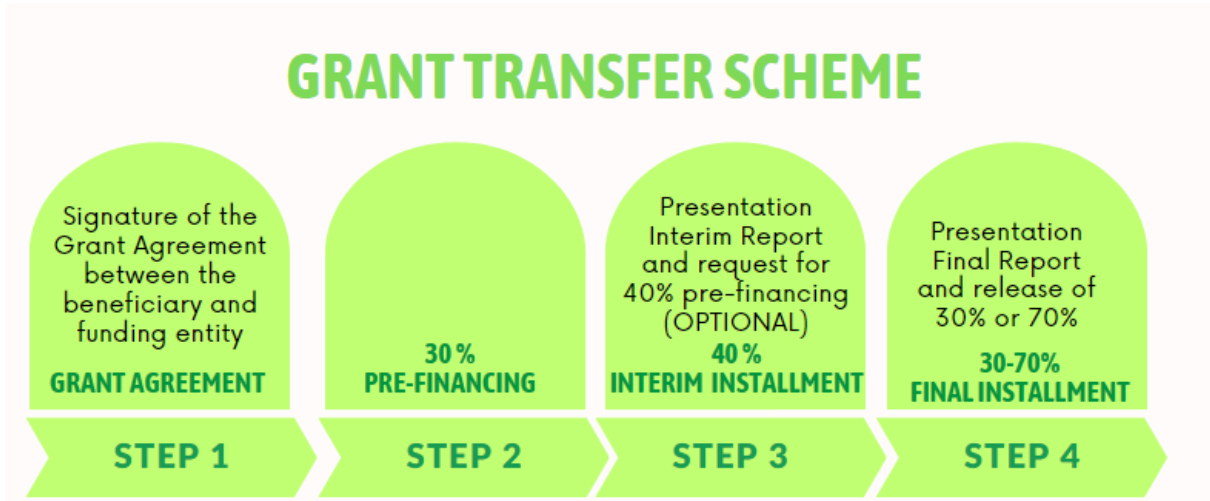 GRANT TRANSFER SCHEME
Signature of the
Grant Agreement
between the
beneficiary and
funding entity
GRANT AGREEMENT
30 %
PRE-FINANCING
Presentation
Interim Report
and request for
40% pre-financing
(OPTIONAL)
40 %
INTERIM INSTALLMENT
Presentation
Final Report
and release of
30% or 70%
30-70%
FINAL INSTALLMENT
STEP 1
STEP 2
STEP 3
STEP 4